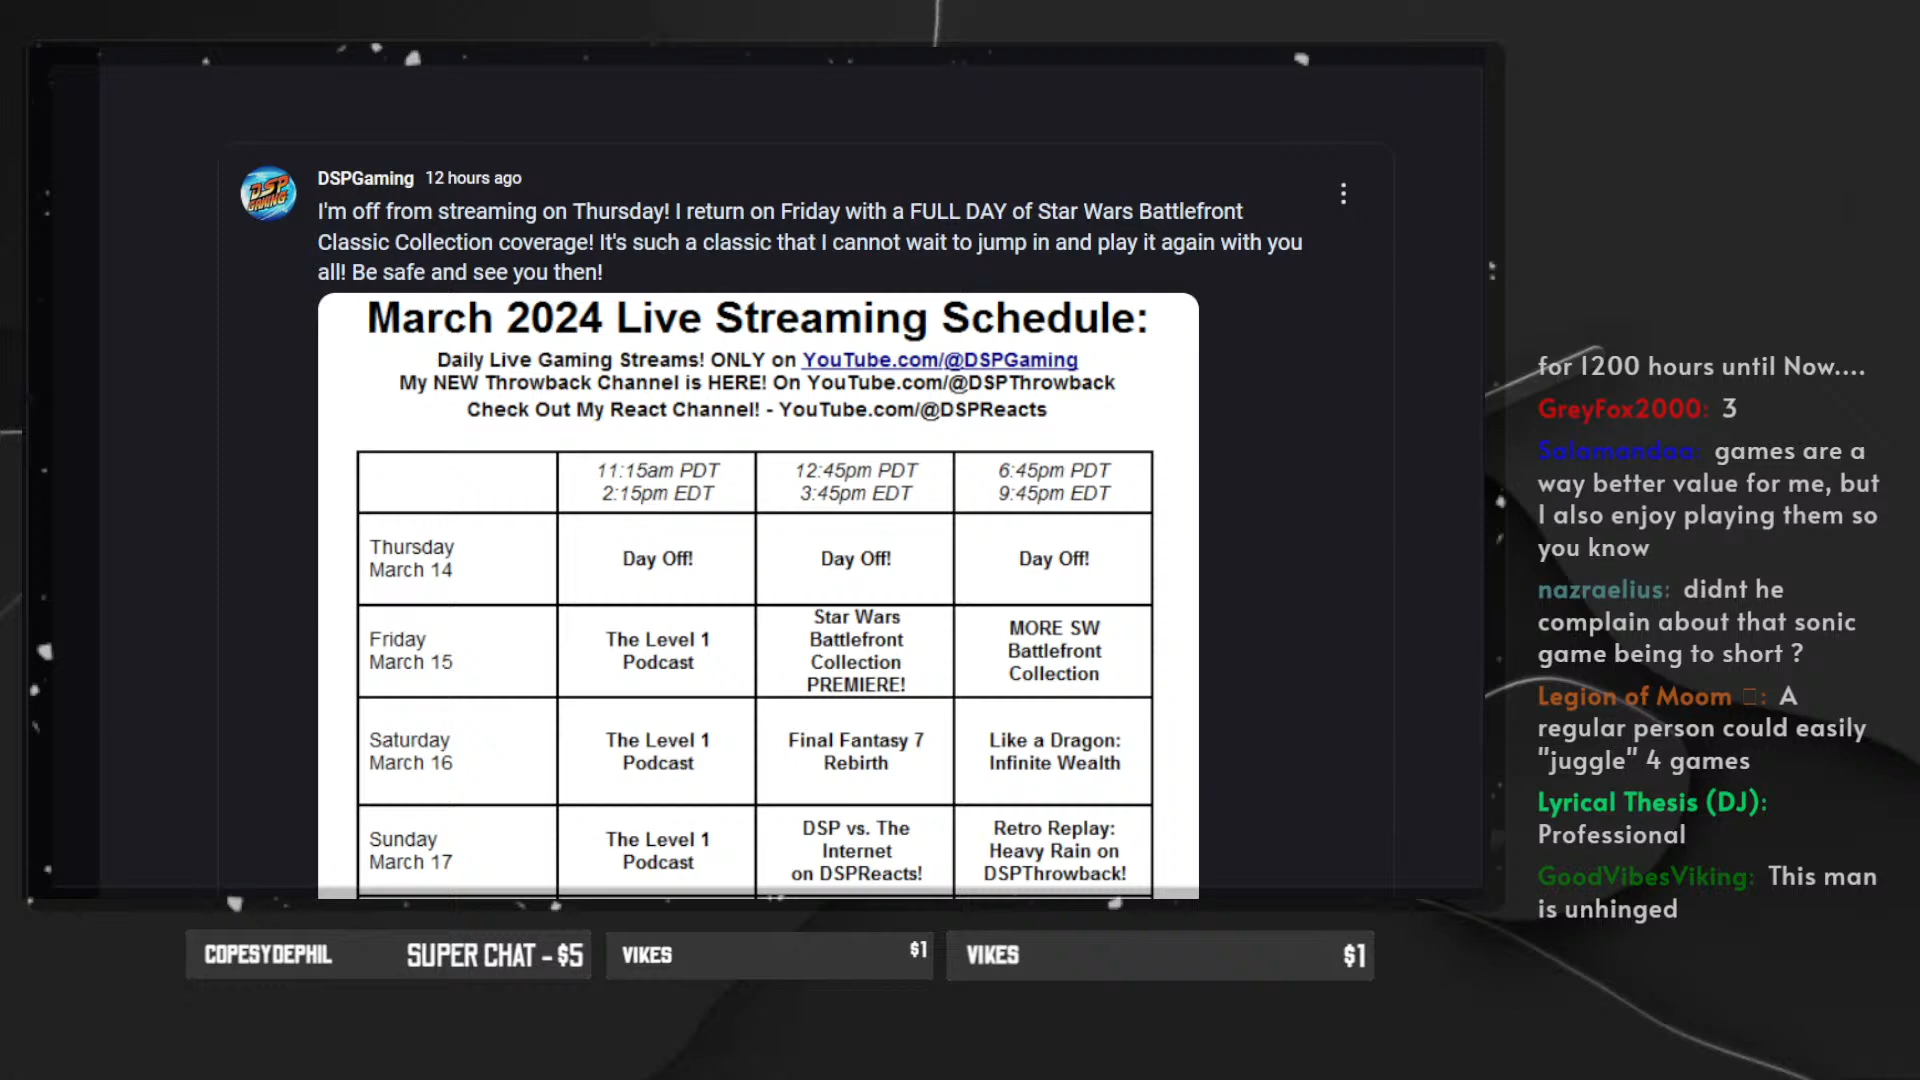 DSPGaming 12 hours ago
I'm off from streaming on Thursday! I return on Friday with a FULL DAY of Star Wars Battlefront
Classic Collection coverage! It's such a classic that I cannot wait to jump in and play it again with you
all! Be safe and see you then!
DSP
GAMING
March 2024 Live Streaming Schedule:
Daily Live Gaming Streams! ONLY on YouTube.com/@DSPGaming
My NEW Throwback Channel is HERE! On YouTube.com/@DSPThrowback
Check Out My React Channel! - YouTube.com/@DSPReacts
11:15am PDT
2:15pm EDT
12:45pm PDT
3:45pm EDT
6:45pm PDT
9:45pm EDT
Thursday
March 14
Day Off!
Day Off!
Day Off!
Friday
March 15
The Level 1
Podcast
Star Wars
Battlefront
Collection
PREMIERE!
MORE SW
Battlefront
Collection
Saturday
March 16
The Level 1
Podcast
Final Fantasy 7
Rebirth
Like a Dragon:
Infinite Wealth
Sunday
March 17
The Level 1
Podcast
DSP vs. The
Internet
on DSPReacts!
Retro Replay:
Heavy Rain on
DSPThrowback!
for 1200 hours until Now....
GreyFox2000: 3
Salamandaa: games are a
way better value for me, but
I also enjoy playing them so
you know
nazraelius: didnt he
complain about that sonic
game being to short ?
Legion of Moom : A
regular person could easily
"juggle" 4 games
Lyrical Thesis (DJ):
Professional
GoodVibesViking: This man
is unhinged
COPESYDEPHIL SUPER CHAT - $5
VIKES $1
VIKES $1